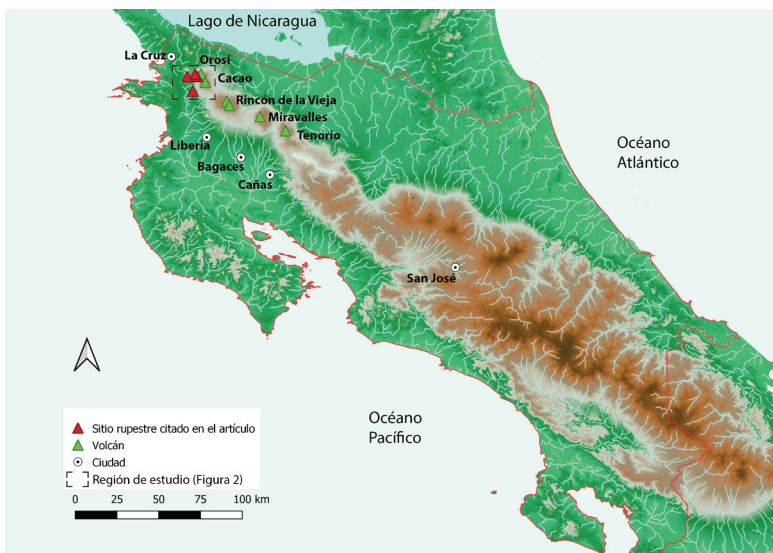 Lago de Nicaragua
La Cruz
Orosí
Cacao
Rincón de la Vieja
Miravalles
Tenorio
Liberia
Bagaces
Cañas
Océano
Atlántico
San José
Océano
Pacífico
Sitio rupestre citado en el artículo
Volcán
Ciudad
Región de estudio (Figura 2)
0 25 50 75 100 km